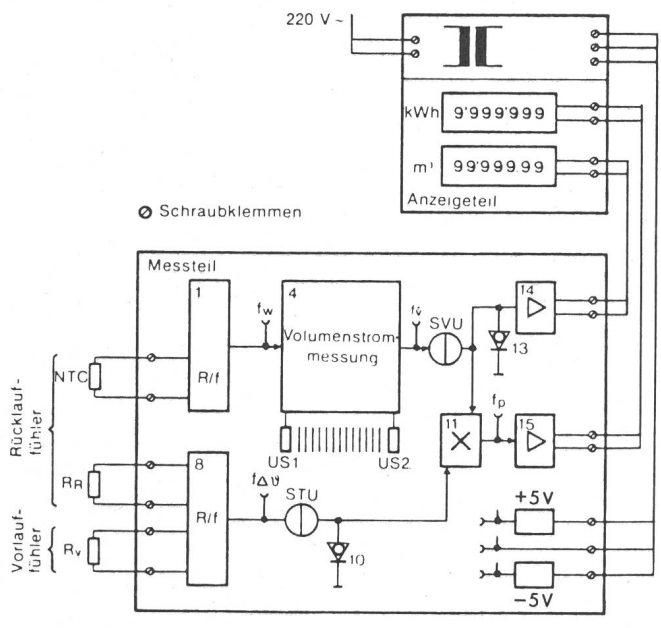 220 V ~
kWh 9'999'999
m³ 99'999.99
Anzeigeteil
Schraubklemmen
Messteil
1
R/f
fw
4
Volumenstrom-
messung
fv̇
SVU
14
13
NTC
Rücklauf-
fühler
US1
US2
11
fp
15
RR
8
R/f
fΔϑ
STU
10
Vorlauf-
fühler
Rv
+5V
−5V